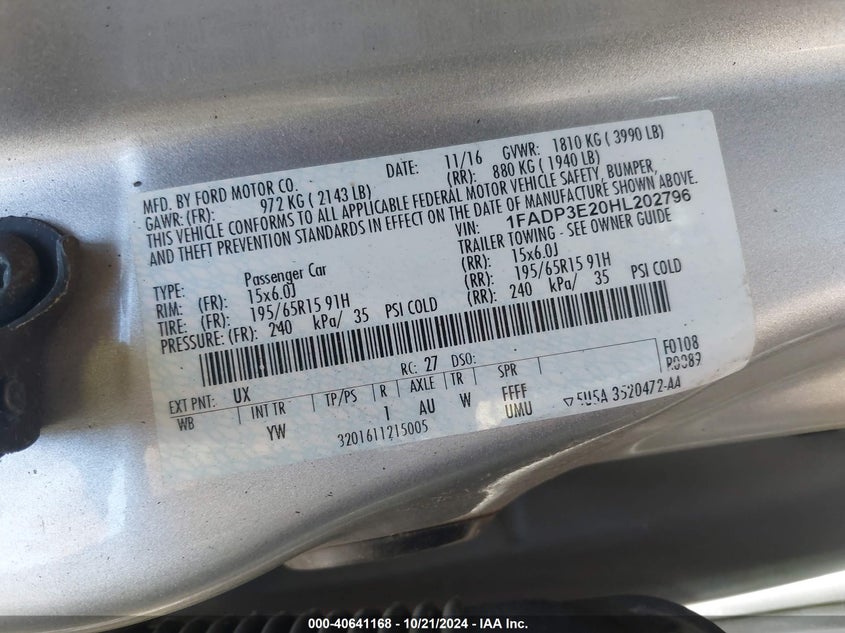 MFD. BY FORD MOTOR CO. DATE: 11/16 GVWR: 1810 KG ( 3990 LB)
GAWR: (FR): 972 KG ( 2143 LB) (RR): 880 KG ( 1940 LB)
THIS VEHICLE CONFORMS TO ALL APPLICABLE FEDERAL MOTOR VEHICLE SAFETY, BUMPER,
AND THEFT PREVENTION STANDARDS IN EFFECT ON THE DATE OF MANUFACTURE SHOWN ABOVE.
VIN: 1FADP3E20HL202796
TYPE: Passenger Car TRAILER TOWING - SEE OWNER GUIDE
RIM: (FR): 15x6.0J (RR): 15x6.0J
TIRE: (FR): 195/65R15 91H (RR): 195/65R15 91H
PRESSURE: (FR): 240 kPa/ 35 PSI COLD (RR): 240 kPa/ 35 PSI COLD
EXT PNT: UX RC: 27 DSO: F0108
R0089
WB INT TR TP/PS R AXLE TR SPR
YW 1 AU W FFFF
UMU
3201611215005
5U5A 3520472-AA
000-40641168 - 10/21/2024 - IAA Inc.